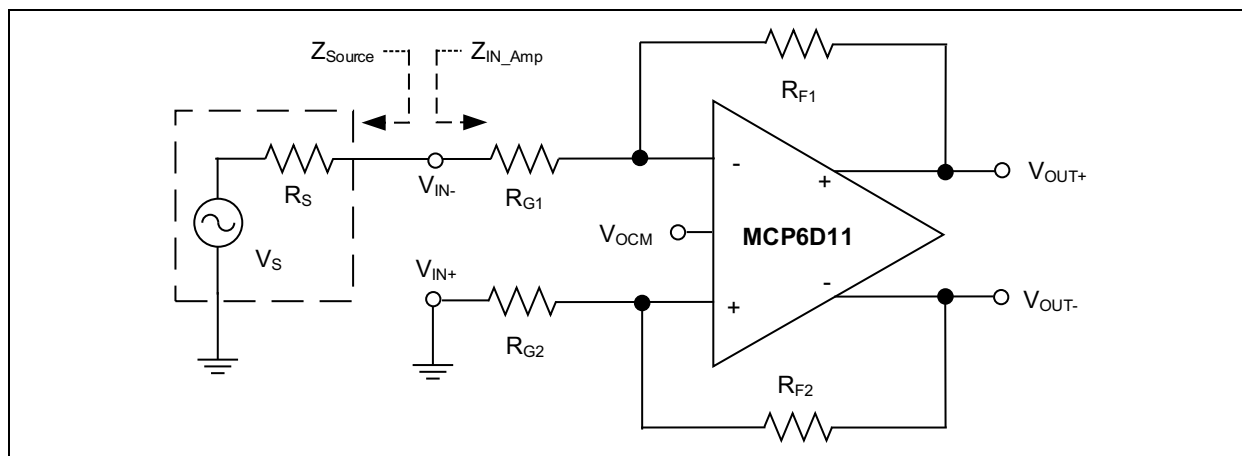 Z_Source
Z_IN_Amp
R_F1
R_S
V_IN-
R_G1
-
+
V_OUT+
V_S
V_OCM
MCP6D11
V_IN+
R_G2
+
-
V_OUT-
R_F2